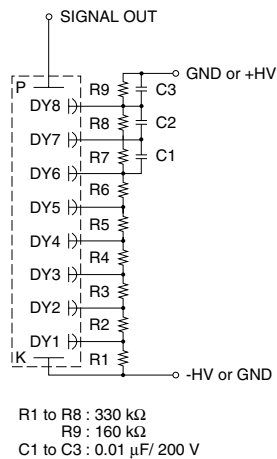 SIGNAL OUT
GND or +HV
P
R9
C3
DY8
R8
C2
DY7
R7
C1
DY6
R6
DY5
R5
DY4
R4
DY3
R3
DY2
R2
DY1
R1
K
-HV or GND
R1 to R8 : 330 kΩ
R9 : 160 kΩ
C1 to C3 : 0.01 µF/ 200 V